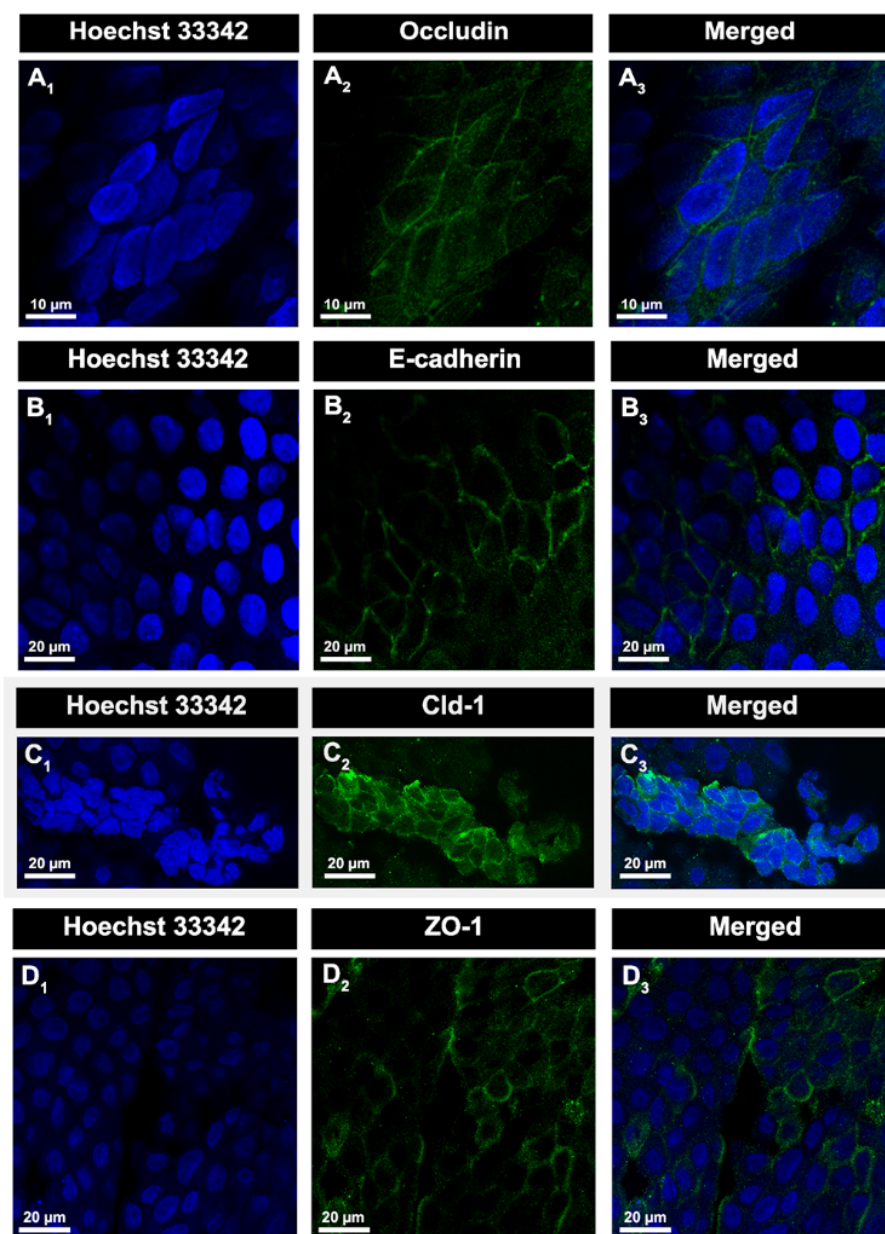 Hoechst 33342 Occludin Merged
A1 A2 A3
10 µm 10 µm 10 µm
Hoechst 33342 E-cadherin Merged
B1 B2 B3
20 µm 20 µm 20 µm
Hoechst 33342 Cld-1 Merged
C1 C2 C3
20 µm 20 µm 20 µm
Hoechst 33342 ZO-1 Merged
D1 D2 D3
20 µm 20 µm 20 µm